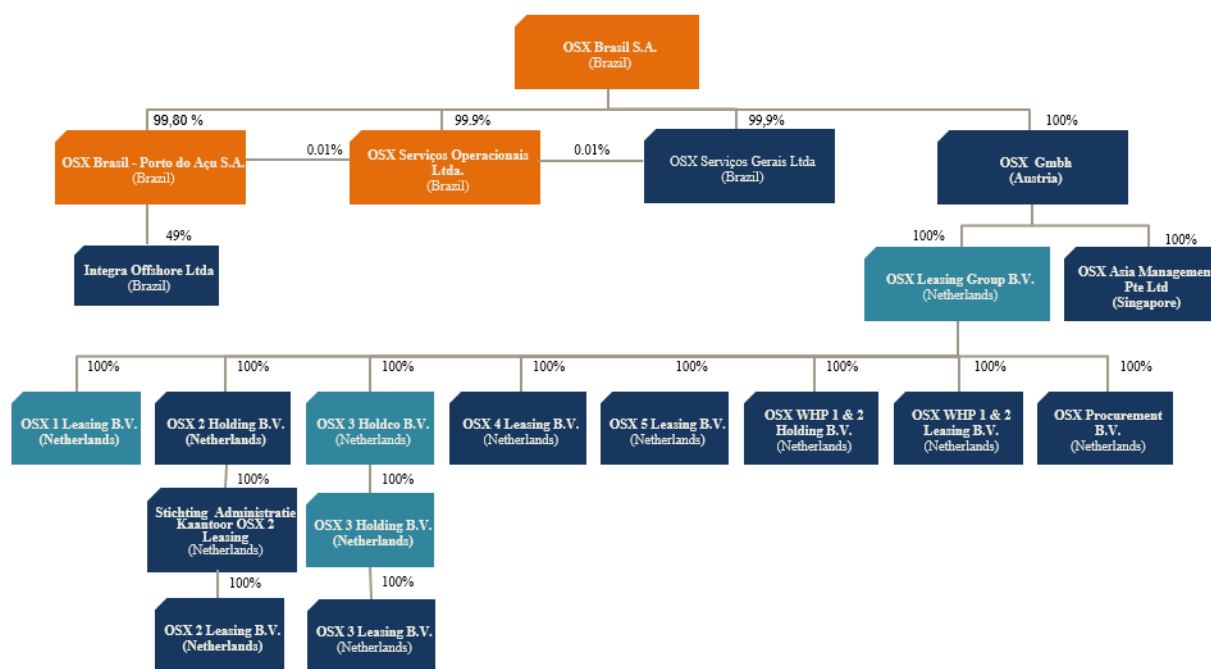 OSX Brasil S.A.
(Brazil)
99,80 %
99.9%
99,9%
100%
OSX Brasil - Porto do Açu S.A.
(Brazil)
0.01%
OSX Serviços Operacionais
Ltda.
(Brazil)
0.01%
OSX Serviços Gerais Ltda
(Brazil)
OSX Gmbh
(Austria)
49%
100%
100%
Integra Offshore Ltda
(Brazil)
OSX Leasing Group B.V.
(Netherlands)
OSX Asia Managemen
Pte Ltd
(Singapore)
100%
100%
100%
100%
100%
100%
100%
100%
OSX 1 Leasing B.V.
(Netherlands)
OSX 2 Holding B.V.
(Netherlands)
OSX 3 Holdco B.V.
(Netherlands)
OSX 4 Leasing B.V.
(Netherlands)
OSX 5 Leasing B.V.
(Netherlands)
OSX WHP 1 & 2
Holding B.V.
(Netherlands)
OSX WHP 1 & 2
Leasing B.V.
(Netherlands)
OSX Procurement
B.V.
(Netherlands)
100%
100%
Stichting Administratie
Kaantoor OSX 2
Leasing
(Netherlands)
OSX 3 Holding B.V.
(Netherlands)
100%
100%
OSX 2 Leasing B.V.
(Netherlands)
OSX 3 Leasing B.V.
(Netherlands)